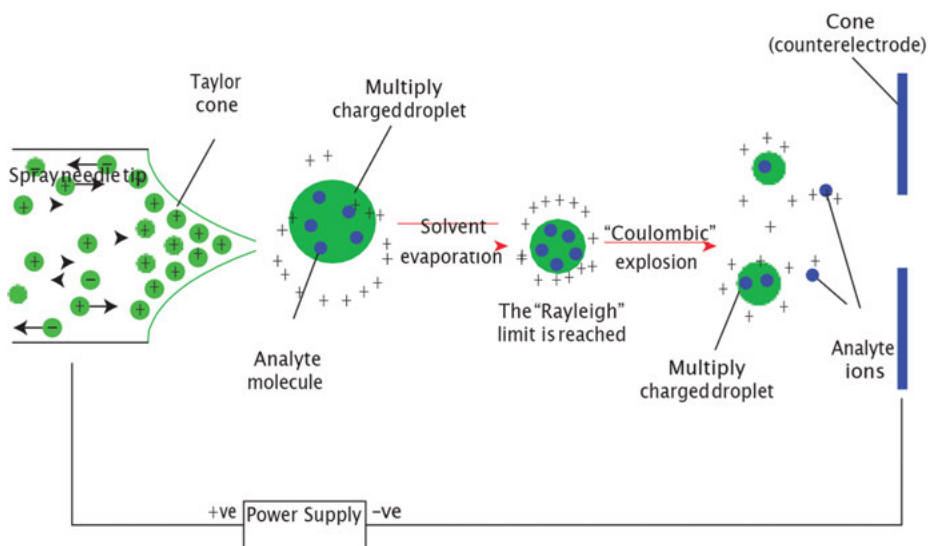 Cone
(counterelectrode)
Taylor
cone
Multiply
charged droplet
Spray needle tip
Solvent
evaporation
"Coulombic"
explosion
The "Rayleigh"
limit is reached
Analyte
molecule
Multiply
charged droplet
Analyte
ions
+ve Power Supply -ve